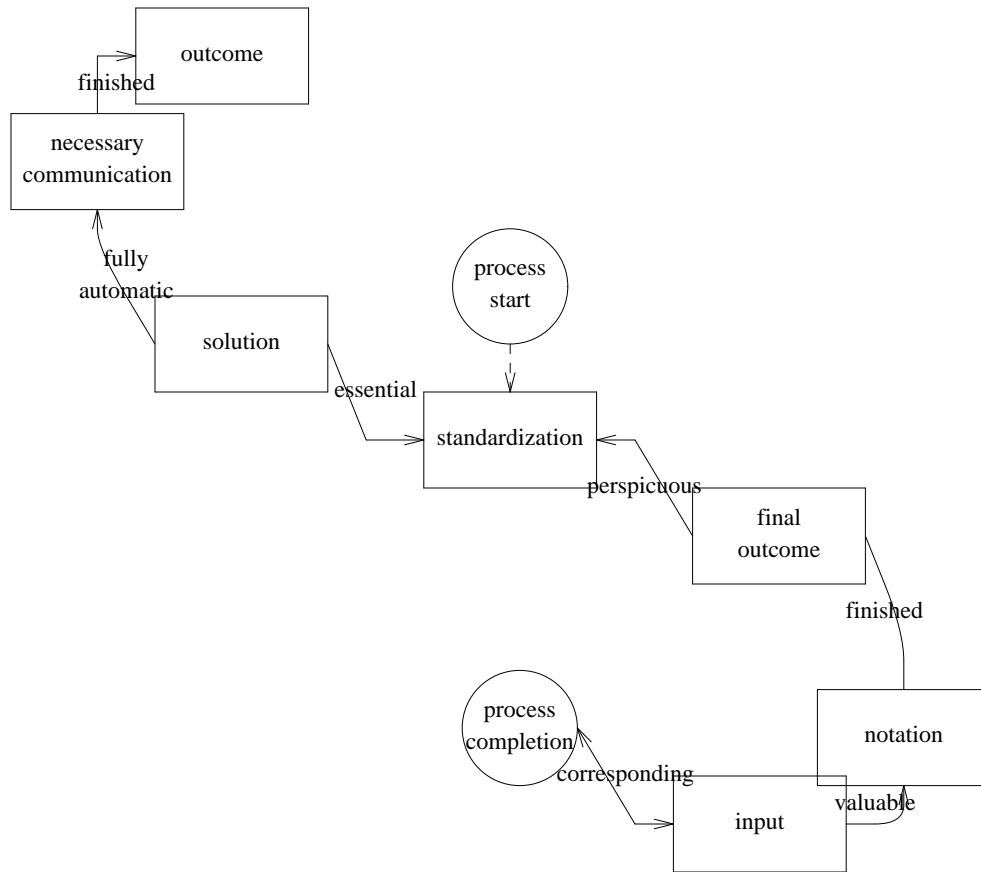 outcome
finished
necessary
communication
fully
automatic
process
start
solution
essential
standardization
perspicuous
final
outcome
finished
process
completion
notation
corresponding
valuable
input